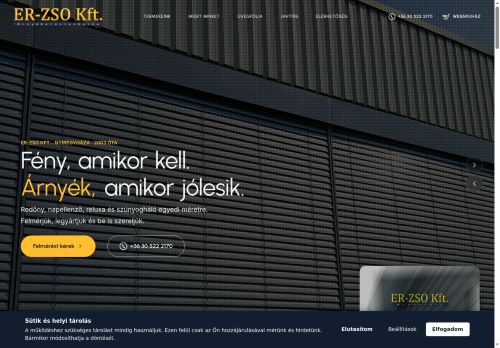 ER-ZSO Kft.
TERMÉKEINK
MIÉRT MINKET
ÜVEGFÓLIA
JAVÍTÁS
ELÉRHETŐSÉG
+36 30 522 2170
WEBÁRUHÁZ
ER-ZSO KFT. · NYÍREGYHÁZA · 2003 ÓTA
Fény, amikor kell.
Árnyék, amikor jólesik.
Redőny, napellenző, reluxa és szúnyogháló egyedi méretre.
Felmérjük, legyártjuk és be is szereljük.
Felmérést kérek
+36 30 522 2170
ER-ZSO Kft.
Sütik és helyi tárolás
A működéshez szükséges tárolást mindig használjuk. Ezen felül csak az Ön hozzájárulásával mérünk és hirdetünk.
Bármikor módosíthatja a döntését.
Elutasítom
Beállítások
Elfogadom